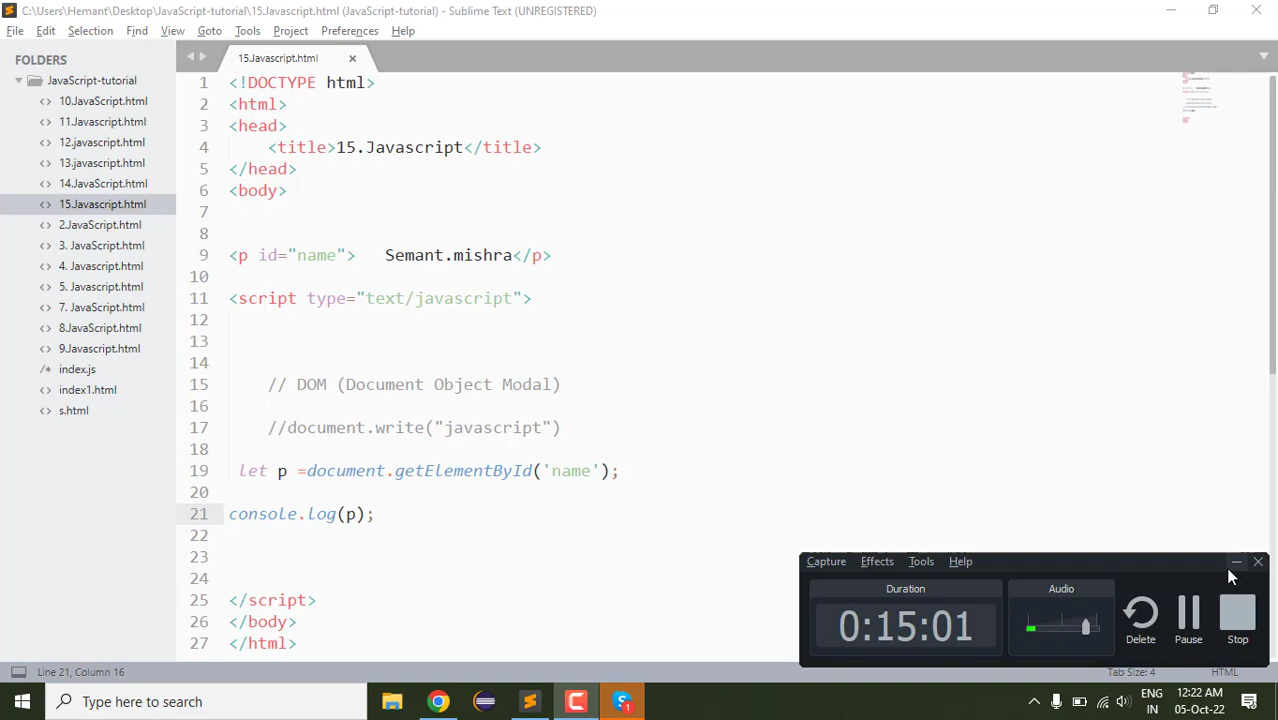 C:\Users\Hemant\Desktop\JavaScript-tutorial\15.Javascript.html (JavaScript-tutorial) - Sublime Text (UNREGISTERED)
File Edit Selection Find View Goto Tools Project Preferences Help
FOLDERS
JavaScript-tutorial
10.JavaScript.html
11.Javascript.html
12.javascript.html
13.javascript.html
14.JavaScript.html
15.Javascript.html
2.JavaScript.html
3. JavaScript.html
4. Javascript.html
5. Javascript.html
7. JavaScript.html
8.JavaScript.html
9.Javascript.html
/* index.js
index1.html
s.html
15.Javascript.html
1 <!DOCTYPE html>
2 <html>
3 <head>
4 <title>15.Javascript</title>
5 </head>
6 <body>
7
8
9 <p id="name">   Semant.mishra</p>
10
11 <script type="text/javascript">
12
13
14
15 // DOM (Document Object Modal)
16
17 //document.write("javascript")
18
19 let p =document.getElementById('name');
20
21 console.log(p);
22
23
24
25 </script>
26 </body>
27 </html>
Capture Effects Tools Help
Duration
0:15:01
Audio
Delete Pause Stop
Line 21, Column 16
Tab Size: 4
HTML
Type here to search
1
ENG
IN
12:22 AM
05-Oct-22